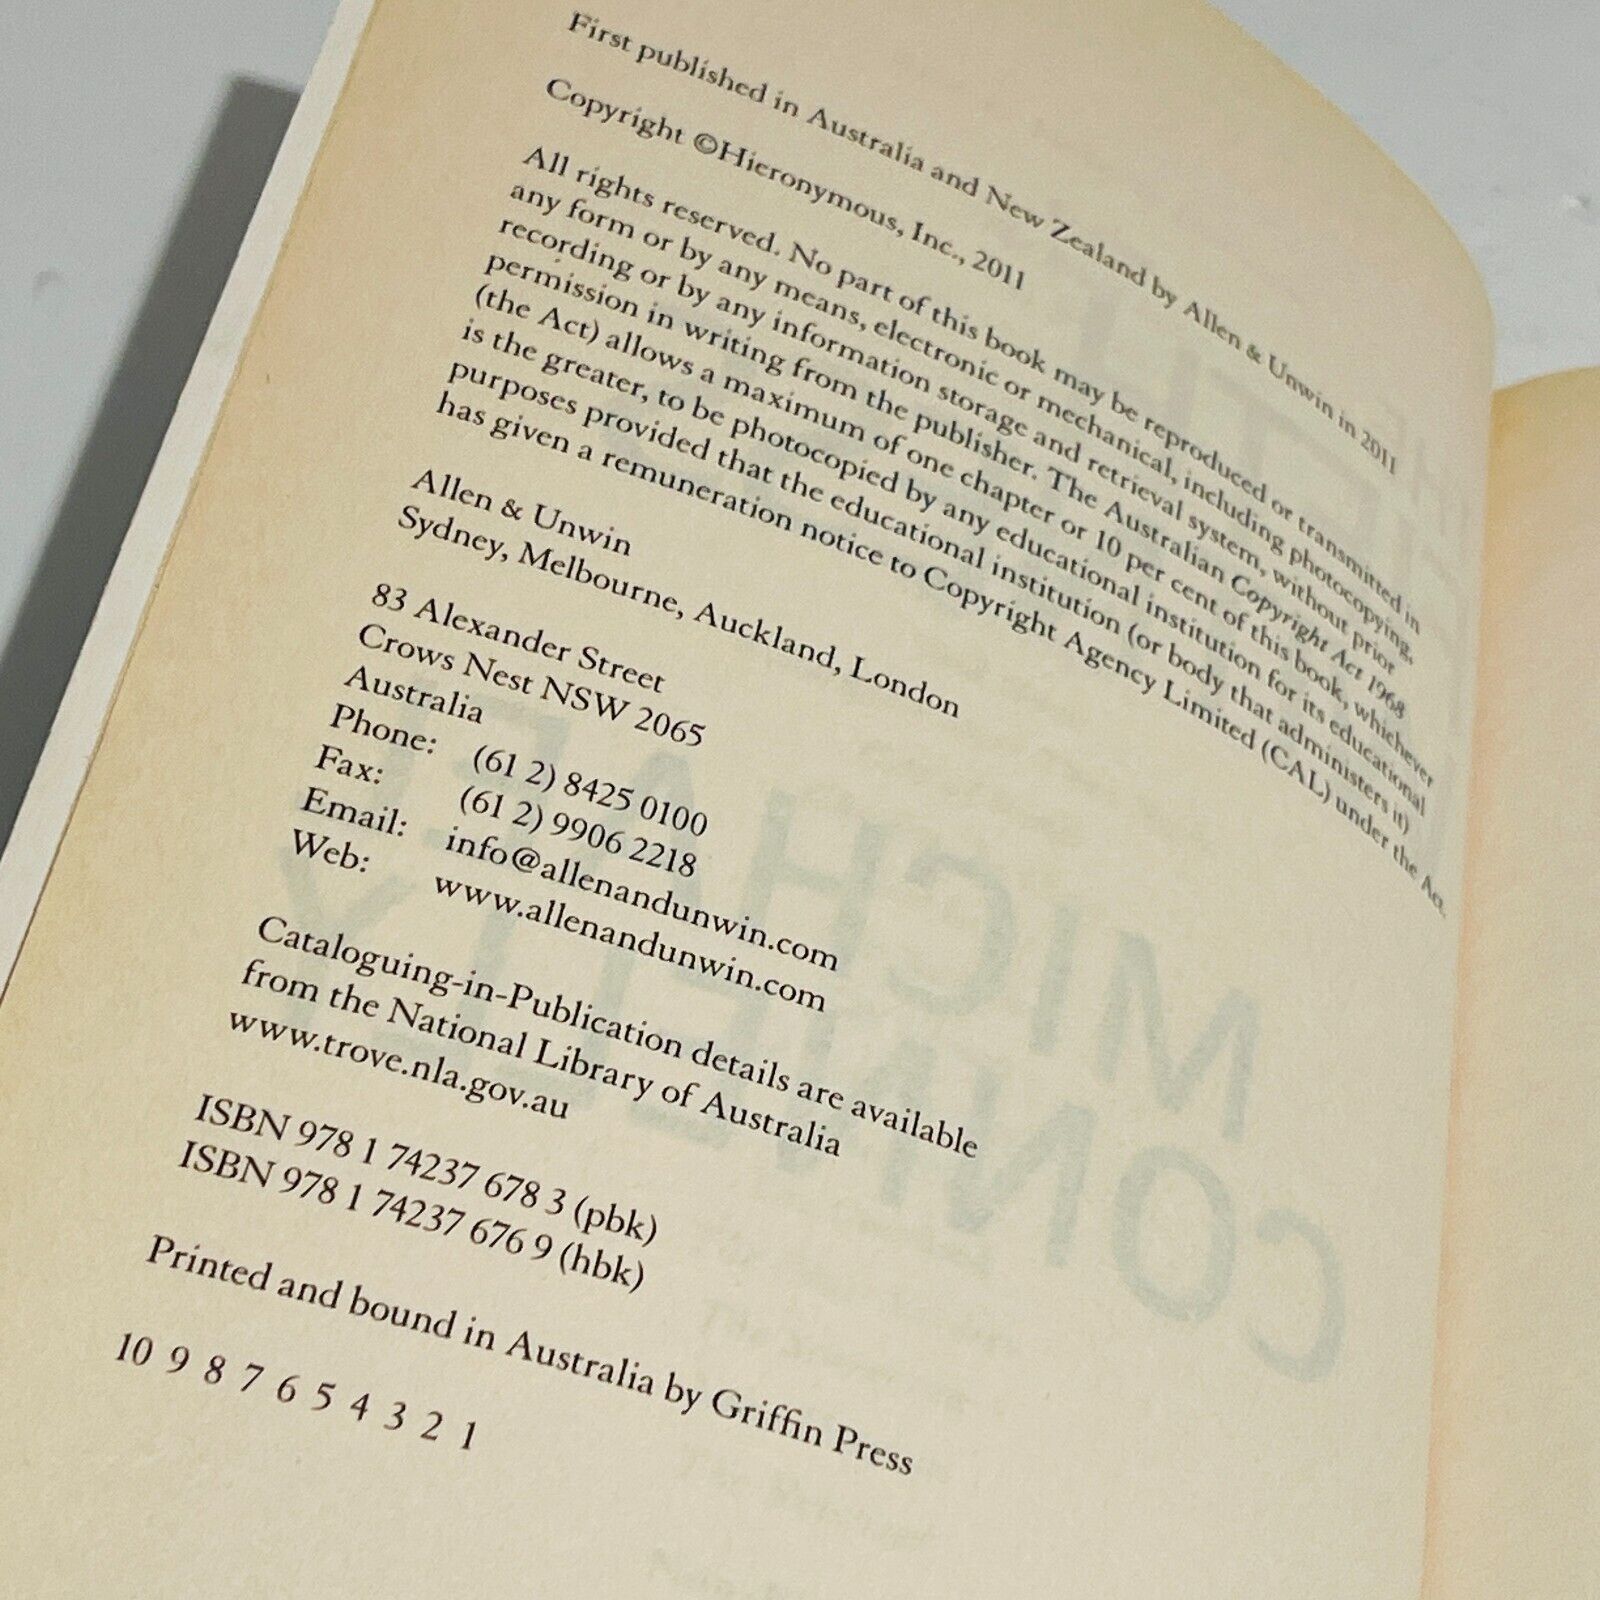 First published in Australia and New Zealand by Allen & Unwin in 2011
Copyright ©Hieronymous, Inc., 2011
All rights reserved. No part of this book may be reproduced or transmitted in
any form or by any means, electronic or mechanical, including photocopying,
recording or by any information storage and retrieval system, without prior
permission in writing from the publisher. The Australian Copyright Act 1968
(the Act) allows a maximum of one chapter or 10 per cent of this book, whichever
is the greater, to be photocopied by any educational institution for its educational
purposes provided that the educational institution (or body that administers it)
has given a remuneration notice to Copyright Agency Limited (CAL) under the Act.
Allen & Unwin
Sydney, Melbourne, Auckland, London
83 Alexander Street
Crows Nest NSW 2065
Australia
Phone: (61 2) 8425 0100
Fax: (61 2) 9906 2218
Email: info@allenandunwin.com
Web: www.allenandunwin.com
Cataloguing-in-Publication details are available
from the National Library of Australia
www.trove.nla.gov.au
ISBN 978 1 74237 678 3 (pbk)
ISBN 978 1 74237 676 9 (hbk)
Printed and bound in Australia by Griffin Press
10 9 8 7 6 5 4 3 2 1